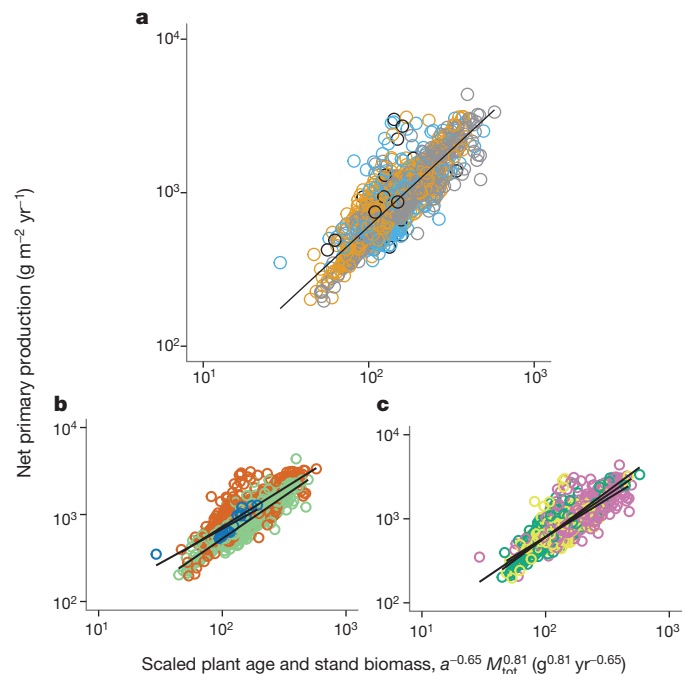 a
10⁴
10³
10²
10¹ 10² 10³
Net primary production (g m⁻² yr⁻¹)
b c
10⁴ 10⁴
10³ 10³
10² 10²
10¹ 10² 10³ 10¹ 10² 10³
Scaled plant age and stand biomass, a⁻⁰·⁶⁵ M_tot^0.81 (g^0.81 yr^−0.65)